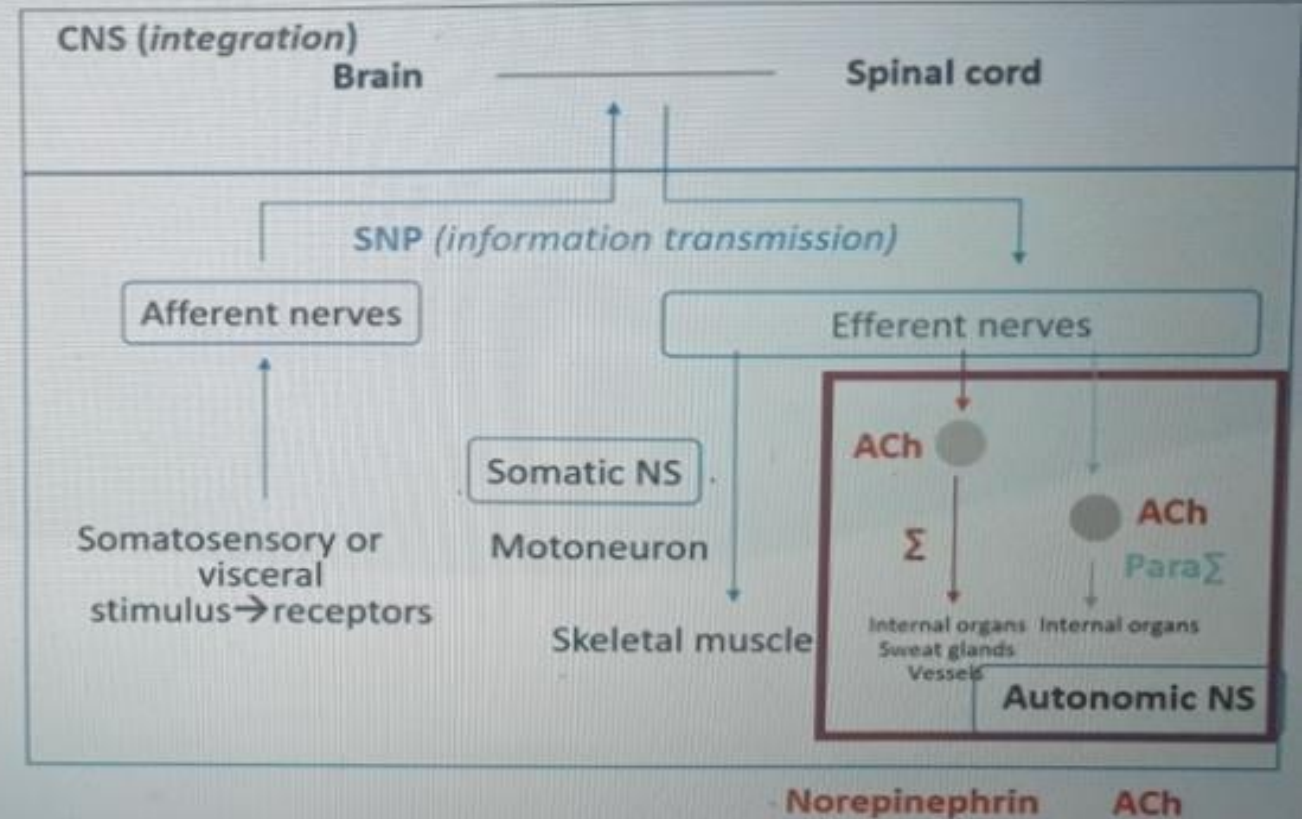 CNS (integration)
Brain
Spinal cord
SNP (information transmission)
Afferent nerves
Efferent nerves
ACh
Somatic NS
ACh
Σ
Motoneuron
Para∑
Somatosensory or
visceral
stimulus→receptors
Skeletal muscle
Internal organs
Sweat glands
Vessels
Internal organs
Autonomic NS
Norepinephrin
ACh